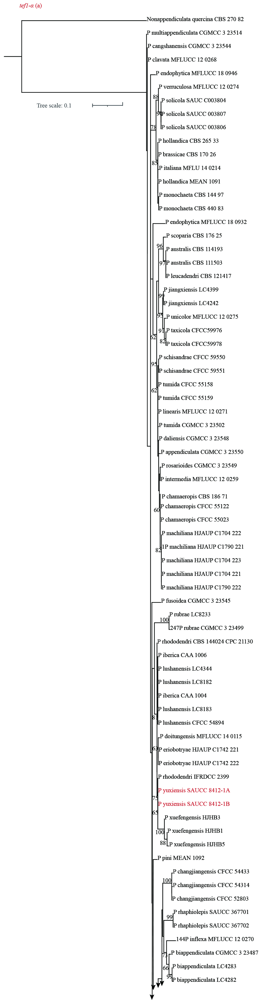 tef1-α (a)
Nonappendiculata quercina CBS 270 82
P multiappendiculata CGMCC 3 23514
P cangshanensis CGMCC 3 23544
P clavata MFLUCC 12 0268
P endophytica MFLUCC 18 0946
P verruculosa MFLUCC 12 0274
88
P solicola SAUC C003804
Tree scale: 0.1
90
P solicola SAUCC 003807
78
P solicola SAUCC 003806
P hollandica CBS 265 33
P brassicae CBS 170 26
85
P italiana MFLU 14 0214
P hollandica MEAN 1091
P monochaeta CBS 144 97
P monochaeta CBS 440 83
P endophytica MFLUCC 18 0932
P scoparia CBS 176 25
96
P australis CBS 114193
97
P australis CBS 111503
P leucadendri CBS 121417
P jiangxiensis LC4399
99
P jiangxiensis LC4242
95
P unicolor MFLUCC 12 0275
91
P taxicola CFCC59976
62
82
P taxicola CFCC59978
P schisandrae CFCC 59550
95
P schisandrae CFCC 59551
P tumida CFCC 55158
62
P tumida CFCC 55159
P linearis MFLUCC 12 0271
P tumida CGMCC 3 23502
P daliensis CGMCC 3 23548
P appendiculata CGMCC 3 23550
P rosarioides CGMCC 3 23549
P intermedia MFLUCC 12 0259
P chamaeropis CBS 186 71
P chamaeropis CFCC 55122
60
P chamaeropis CFCC 55023
P machiliana HJAUP C1704 222
1P machiliana HJAUP C1790 221
82
P machiliana HJAUP C1704 223
P machiliana HJAUP C1704 221
P machiliana HJAUP C1790 222
P fusoidea CGMCC 3 23545
P rubrae LC8233
100
247P rubrae CGMCC 3 23499
P rhododendri CBS 144024 CPC 21130
P iberica CAA 1006
P lushanensis LC4344
P lushanensis LC8182
P iberica CAA 1004
P lushanensis LC8183
81
P lushanensis CFCC 54894
P doitungensis MFLUCC 14 0115
63
P eriobotryae HJAUP C1742 221
P eriobotryae HJAUP C1742 222
P rhododendri IFRDCC 2399
P yuxiensis SAUCC 8412-1A
75
P yuxiensis SAUCC 8412-1B
65
P xuefengensis HJHB3
100
P xuefengensis HJHB1
88
P xuefengensis HJHB5
P pini MEAN 1092
P changjiangensis CFCC 54433
100
P changjiangensis CFCC 54314
P changjiangensis CFCC 52803
P rhaphiolepis SAUCC 367701
99
P rhaphiolepis SAUCC 367702
144P inflexa MFLUCC 12 0270
73
P biappendiculata CGMCC 3 23487
66
P biappendiculata LC4283
99
P biappendiculata LC4282